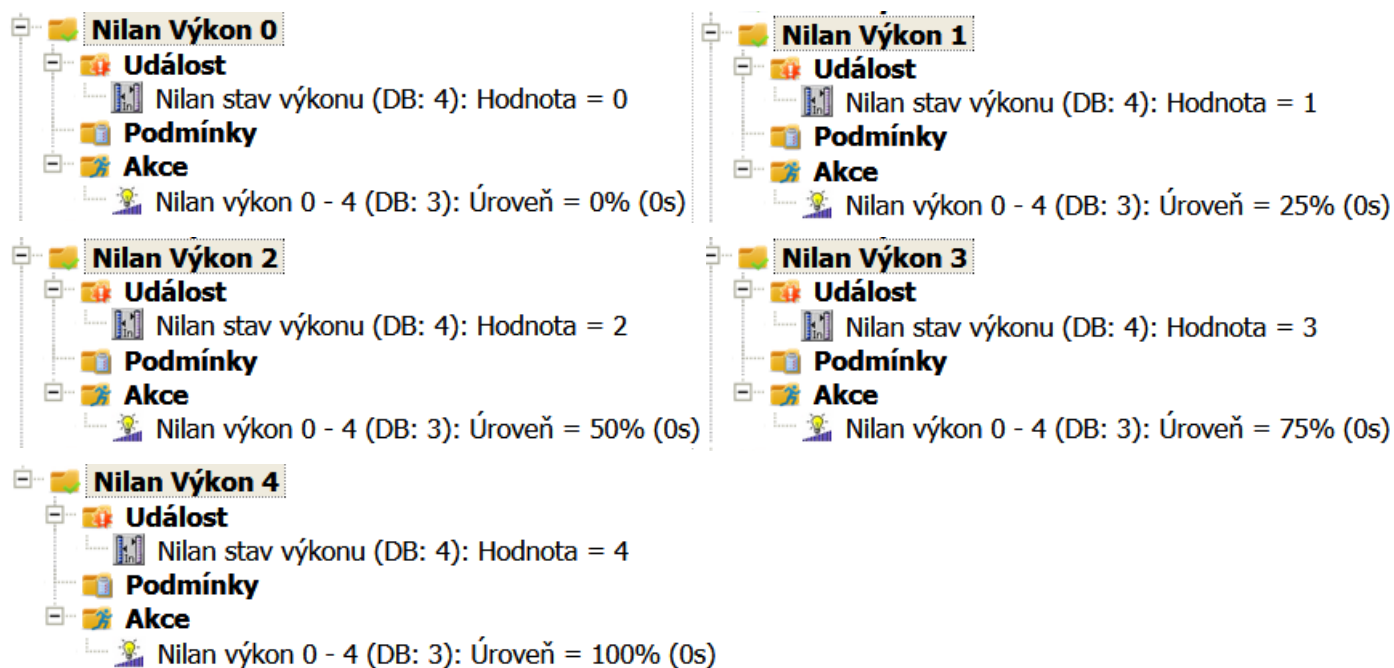 Nilan Výkon 0
Událost
Nilan stav výkonu (DB: 4): Hodnota = 0
Podmínky
Akce
Nilan výkon 0 - 4 (DB: 3): Úroveň = 0% (0s)
Nilan Výkon 1
Událost
Nilan stav výkonu (DB: 4): Hodnota = 1
Podmínky
Akce
Nilan výkon 0 - 4 (DB: 3): Úroveň = 25% (0s)
Nilan Výkon 2
Událost
Nilan stav výkonu (DB: 4): Hodnota = 2
Podmínky
Akce
Nilan výkon 0 - 4 (DB: 3): Úroveň = 50% (0s)
Nilan Výkon 3
Událost
Nilan stav výkonu (DB: 4): Hodnota = 3
Podmínky
Akce
Nilan výkon 0 - 4 (DB: 3): Úroveň = 75% (0s)
Nilan Výkon 4
Událost
Nilan stav výkonu (DB: 4): Hodnota = 4
Podmínky
Akce
Nilan výkon 0 - 4 (DB: 3): Úroveň = 100% (0s)